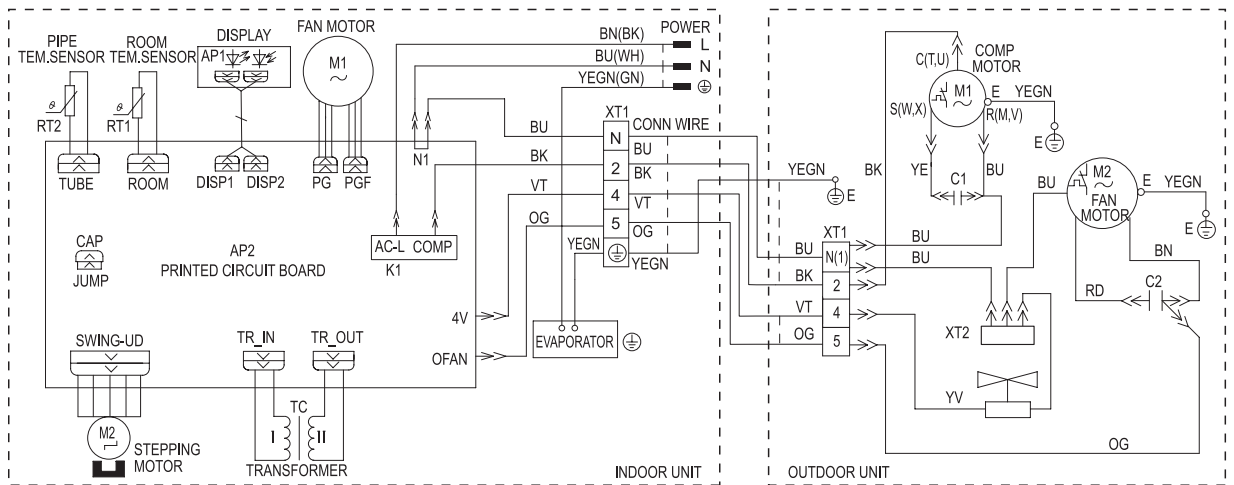 PIPE
TEM.SENSOR
ROOM
TEM.SENSOR
DISPLAY
AP1
FAN MOTOR
M1
~
BN(BK)
BU(WH)
YEGN(GN)
POWER
L
N
θ
RT2
θ
RT1
TUBE
ROOM
DISP1
DISP2
PG
PGF
N1
BU
BK
VT
OG
YEGN
XT1
N
2
4
5
CONN WIRE
BU
BK
VT
OG
YEGN
AC-L
COMP
K1
CAP
JUMP
AP2
PRINTED CIRCUIT BOARD
4V
OFAN
EVAPORATOR
SWING-UD
TR_IN
TR_OUT
TC
I
II
TRANSFORMER
M2
STEPPING
MOTOR
INDOOR UNIT
YEGN
E
BK
C(T,U)
COMP
MOTOR
M1
~
S(W,X)
R(M,V)
E
YEGN
E
YE
BU
C1
BU
M2
~
FAN
MOTOR
E
YEGN
E
XT1
N(1)
2
4
5
BU
BK
VT
OG
BU
BU
RD
C2
BN
XT2
YV
OG
OUTDOOR UNIT